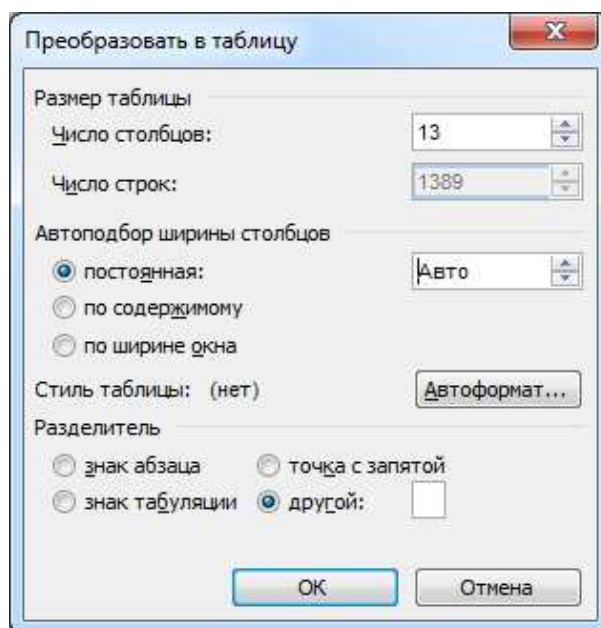 Преобразовать в таблицу
Размер таблицы
Число столбцов: 13
Число строк: 1389
Автоподбор ширины столбцов
постоянная: Авто
по содержимому
по ширине окна
Стиль таблицы: (нет) Автоформат...
Разделитель
знак абзаца точка с запятой
знак табуляции другой:
ОК Отмена